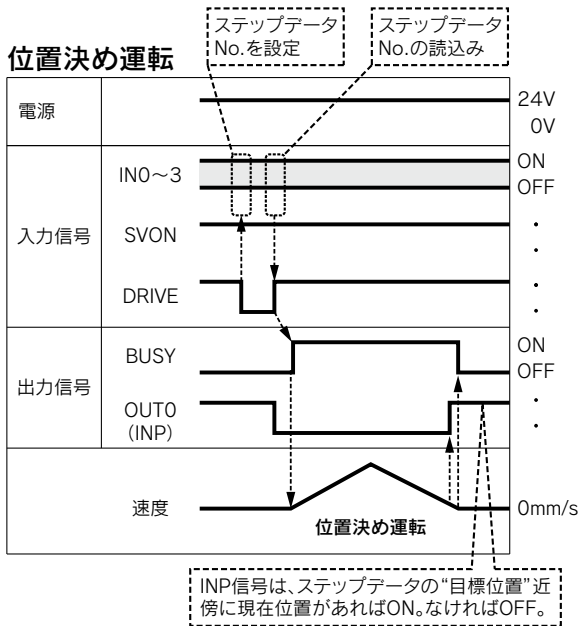 ステップデータ
No.を設定
ステップデータ
No.の読込み
位置決め運転
電源
24V
0V
入力信号
IN0～3
ON
OFF
SVON
DRIVE
出力信号
BUSY
ON
OFF
OUT0
(INP)
速度
位置決め運転
0mm/s
INP信号は、ステップデータの“目標位置”近
傍に現在位置があればON。なければOFF。